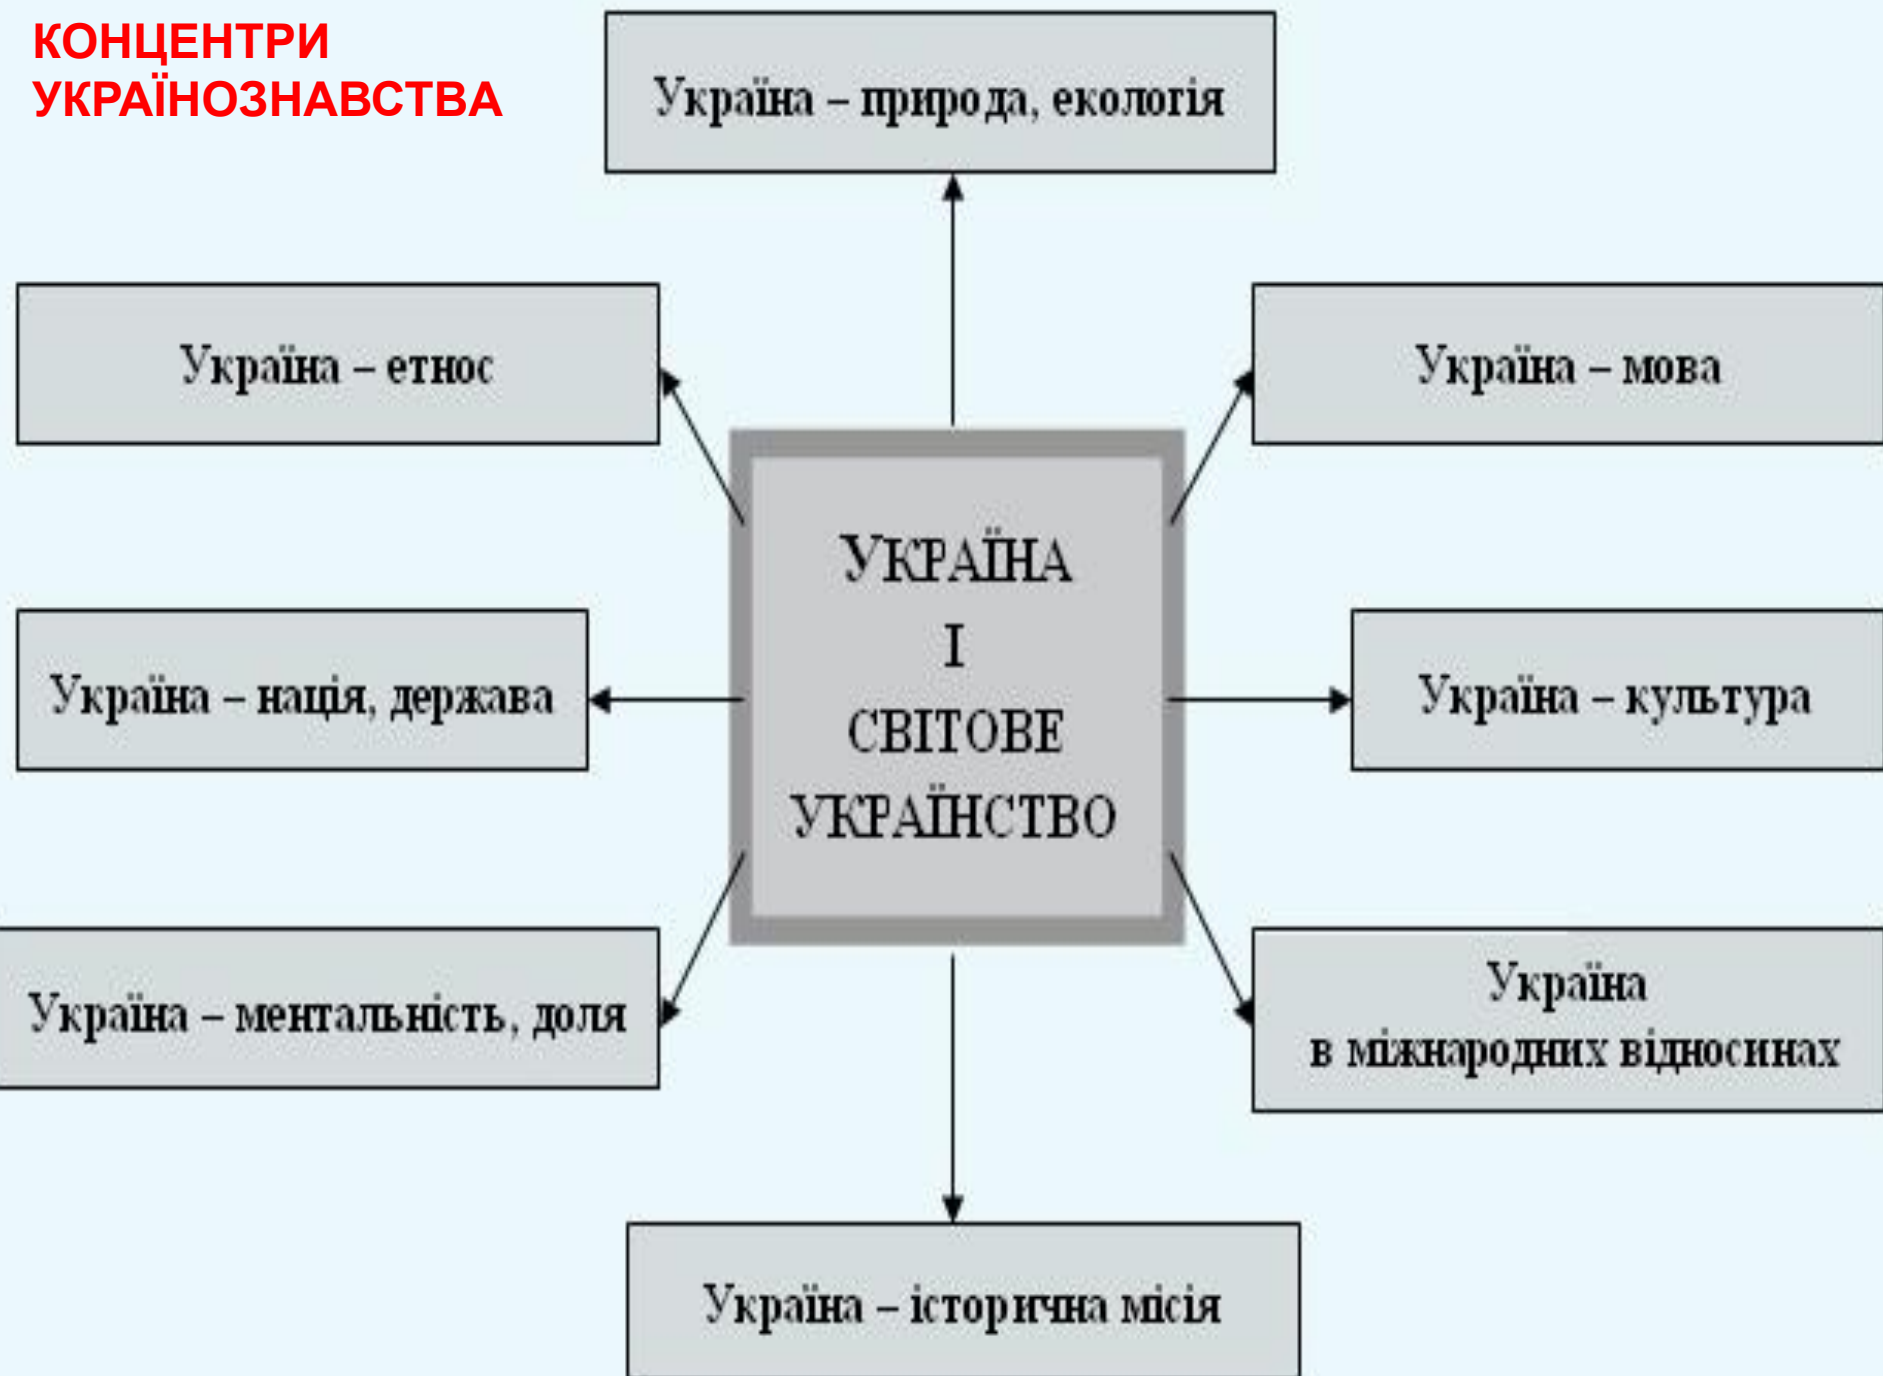 КОНЦЕНТРИ
УКРАЇНОЗНАВСТВА
Україна – природа, екологія
Україна – етнос
Україна – мова
УКРАЇНА
І
СВІТОВЕ
УКРАЇНСТВО
Україна – нація, держава
Україна – культура
Україна – ментальність, доля
Україна
в міжнародних відносинах
Україна – історична місія